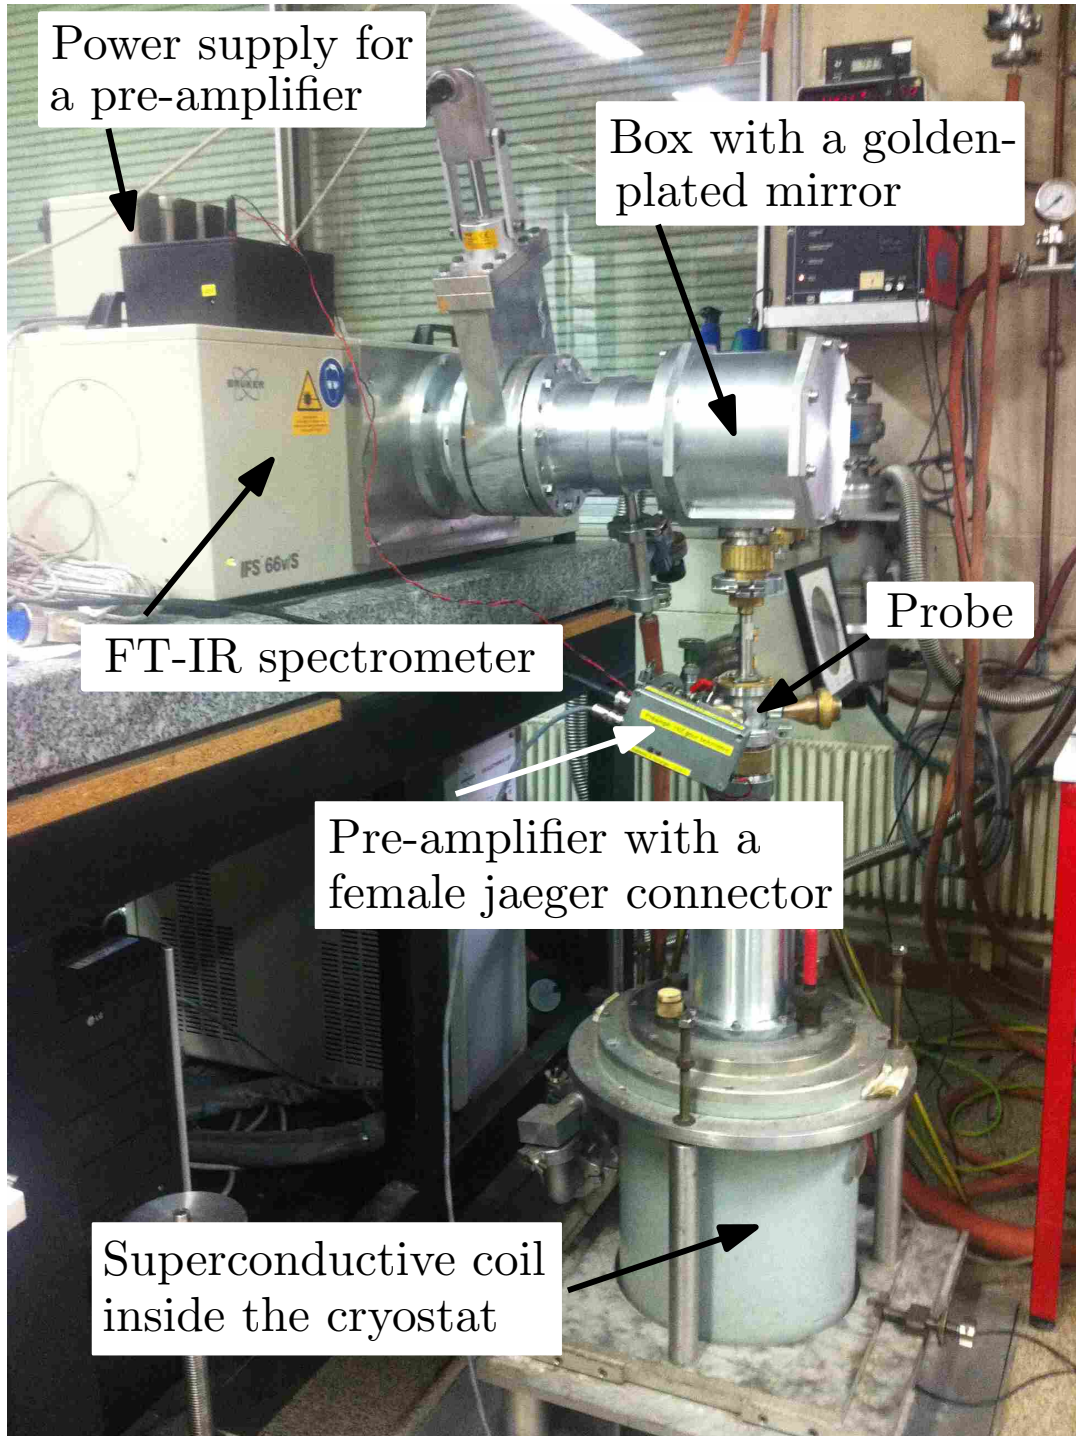 Power supply for
a pre-amplifier
Box with a golden-
plated mirror
BRUKER
IFS 66v/S
FT-IR spectrometer
Probe
Pre-amplifier with a
female jaeger connector
LG
Superconductive coil
inside the cryostat